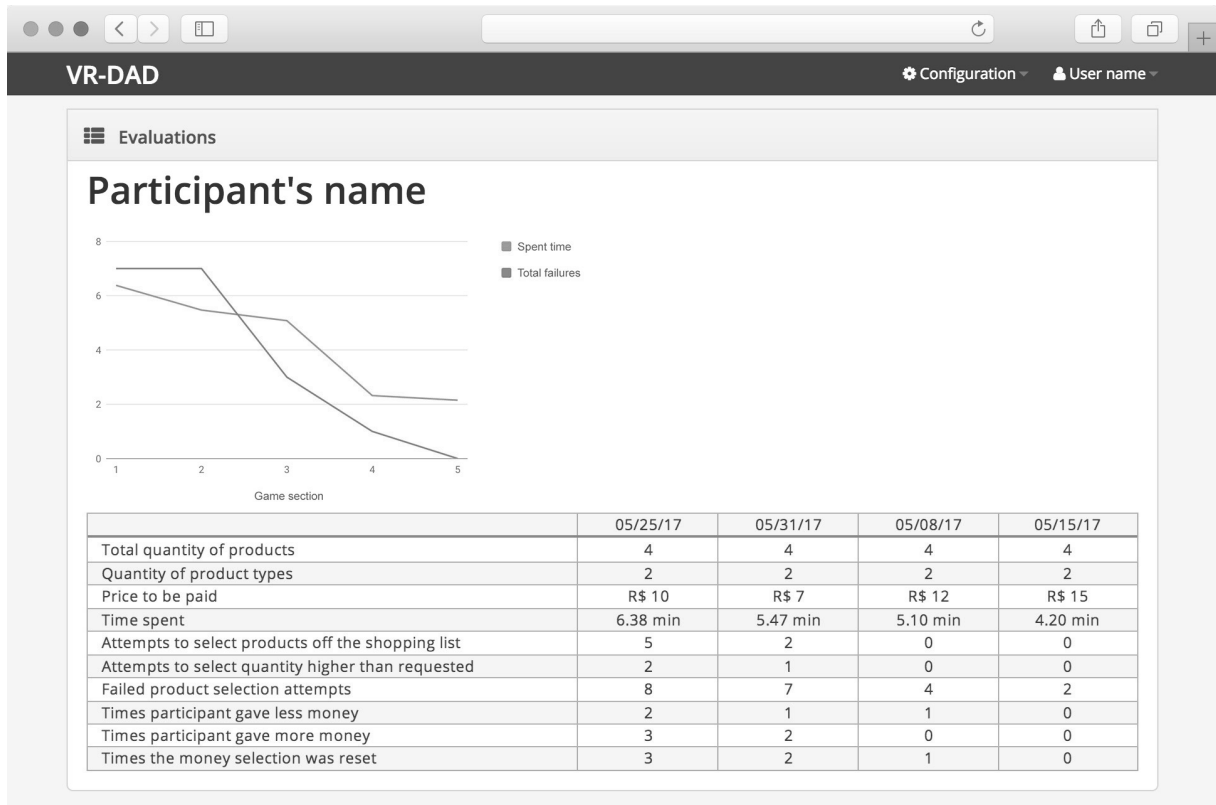 VR-DAD Configuration User name
Evaluations
Participant's name
8
6
4
2
0
1 2 3 4 5
Game section
Spent time
Total failures
05/25/17 05/31/17 05/08/17 05/15/17
Total quantity of products 4 4 4 4
Quantity of product types 2 2 2 2
Price to be paid R$ 10 R$ 7 R$ 12 R$ 15
Time spent 6.38 min 5.47 min 5.10 min 4.20 min
Attempts to select products off the shopping list 5 2 0 0
Attempts to select quantity higher than requested 2 1 0 0
Failed product selection attempts 8 7 4 2
Times participant gave less money 2 1 1 0
Times participant gave more money 3 2 0 0
Times the money selection was reset 3 2 1 0